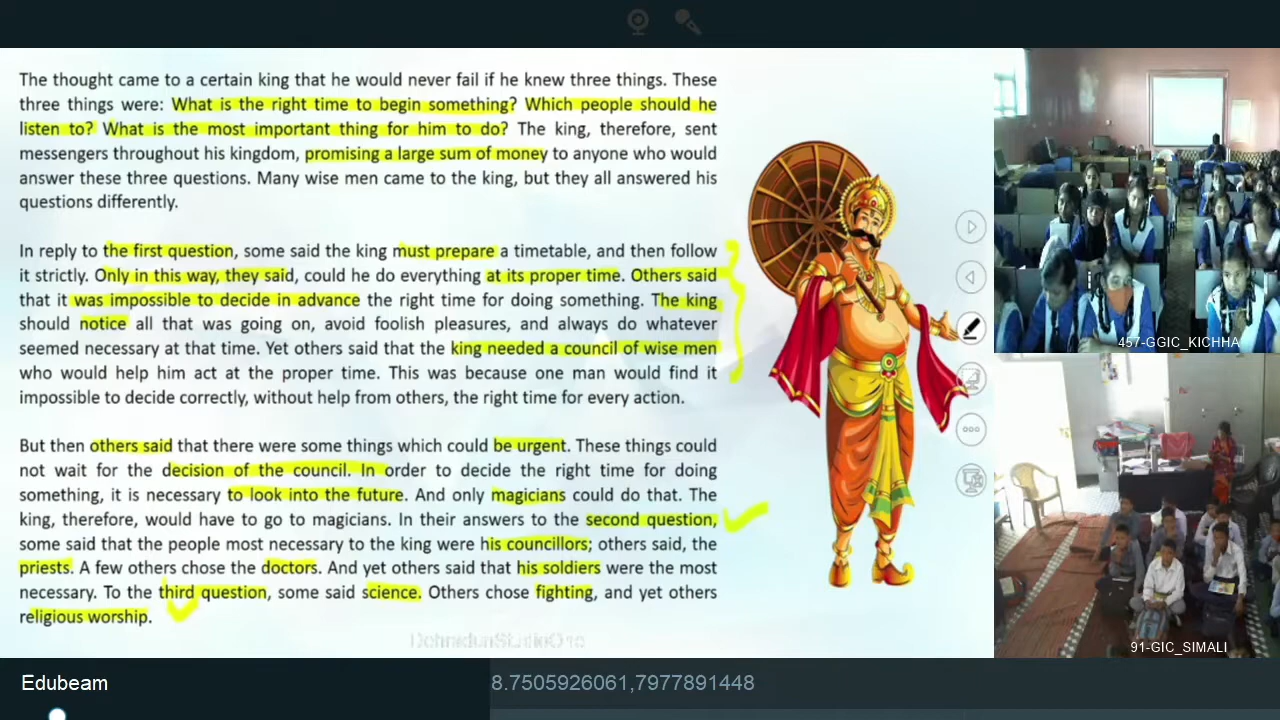 The thought came to a certain king that he would never fail if he knew three things. These
three things were: What is the right time to begin something? Which people should he
listen to? What is the most important thing for him to do? The king, therefore, sent
messengers throughout his kingdom, promising a large sum of money to anyone who would
answer these three questions. Many wise men came to the king, but they all answered his
questions differently.
In reply to the first question, some said the king must prepare a timetable, and then follow
it strictly. Only in this way, they said, could he do everything at its proper time. Others said
that it was impossible to decide in advance the right time for doing something. The king
should notice all that was going on, avoid foolish pleasures, and always do whatever
seemed necessary at that time. Yet others said that the king needed a council of wise men
who would help him act at the proper time. This was because one man would find it
impossible to decide correctly, without help from others, the right time for every action.
But then others said that there were some things which could be urgent. These things could
not wait for the decision of the council. In order to decide the right time for doing
something, it is necessary to look into the future. And only magicians could do that. The
king, therefore, would have to go to magicians. In their answers to the second question,
some said that the people most necessary to the king were his councillors; others said, the
priests. A few others chose the doctors. And yet others said that his soldiers were the most
necessary. To the third question, some said science. Others chose fighting, and yet others
religious worship.
457-GGIC_KICHHA
91-GIC_SIMALI
DehradunStudioOne
Edubeam
8.7505926061,7977891448